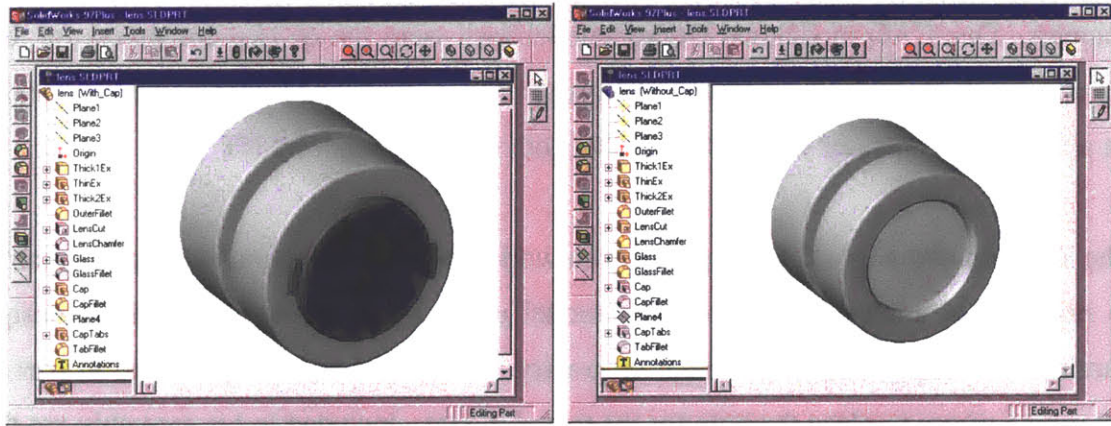 SolidWorks 97Plus - lens.SLDPRT
File Edit View Insert Tools Window Help
lens.SLDPRT
lens (With_Cap)
Plane1
Plane2
Plane3
Origin
Thick1Ex
ThinEx
Thick2Ex
OuterFillet
LensCut
LensChamfer
Glass
GlassFillet
Cap
CapFillet
Plane4
CapTabs
TabFillet
Annotations
Editing Part
SolidWorks 97Plus - lens.SLDPRT
File Edit View Insert Tools Window Help
lens.SLDPRT
lens (Without_Cap)
Plane1
Plane2
Plane3
Origin
Thick1Ex
ThinEx
Thick2Ex
OuterFillet
LensCut
LensChamfer
Glass
GlassFillet
Cap
CapFillet
Plane4
CapTabs
TabFillet
Annotations
Editing Part